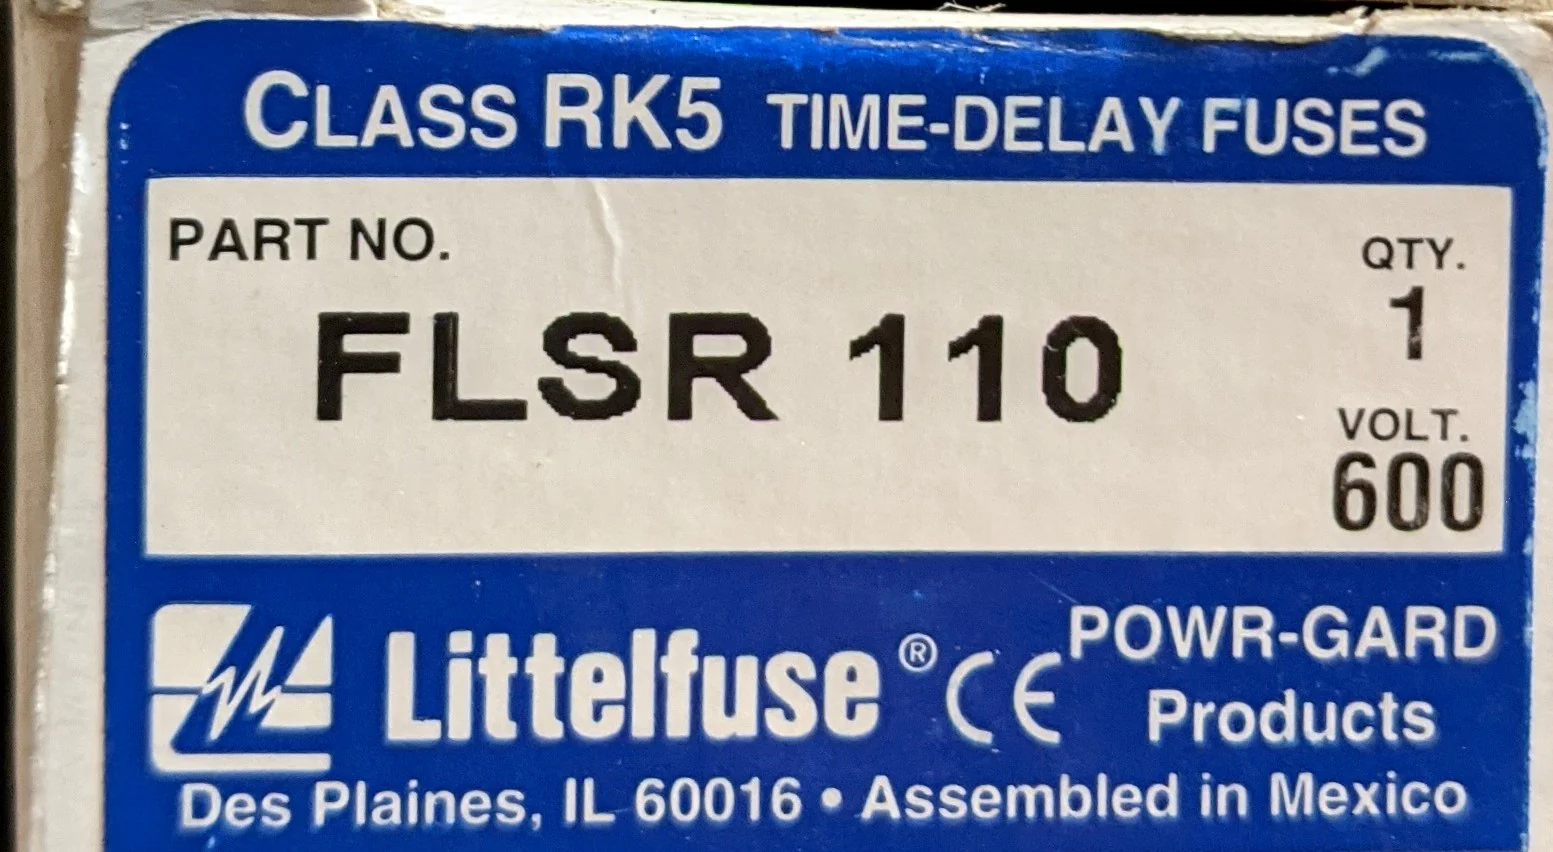 CLASS RK5 TIME-DELAY FUSES
PART NO.
FLSR 110
QTY.
1
VOLT.
600
Littelfuse® CE
POWR-GARD
Products
Des Plaines, IL 60016 • Assembled in Mexico